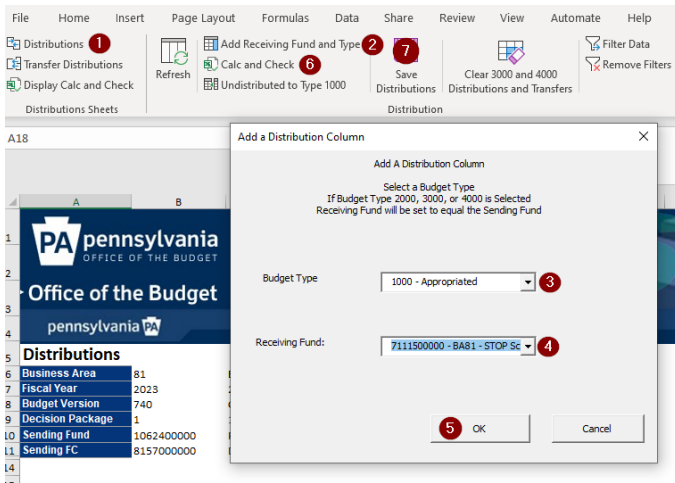 File Home Insert Page Layout Formulas Data Share Review View Automate Help
Distributions 1
Transfer Distributions
Display Calc and Check
Distributions Sheets
Refresh
Add Receiving Fund and Type 2
Calc and Check 6
Undistributed to Type 1000
7
Save
Distributions
Clear 3000 and 4000
Distributions and Transfers
Distribution
Filter Data
Remove Filters
A18
Add a Distribution Column
Add A Distribution Column
Select a Budget Type
If Budget Type 2000, 3000, or 4000 is Selected
Receiving Fund will be set to equal the Sending Fund
Budget Type 1000 - Appropriated 3
Receiving Fund: 7111500000 - BA81 - STOP Sc 4
5 OK Cancel
A B
1
PA pennsylvania
OFFICE OF THE BUDGET
2
3 Office of the Budget
4 pennsylvania PA
5 Distributions
6 Business Area 81
7 Fiscal Year 2023
8 Budget Version 740
9 Decision Package 1
10 Sending Fund 1062400000
11 Sending FC 8157000000
14